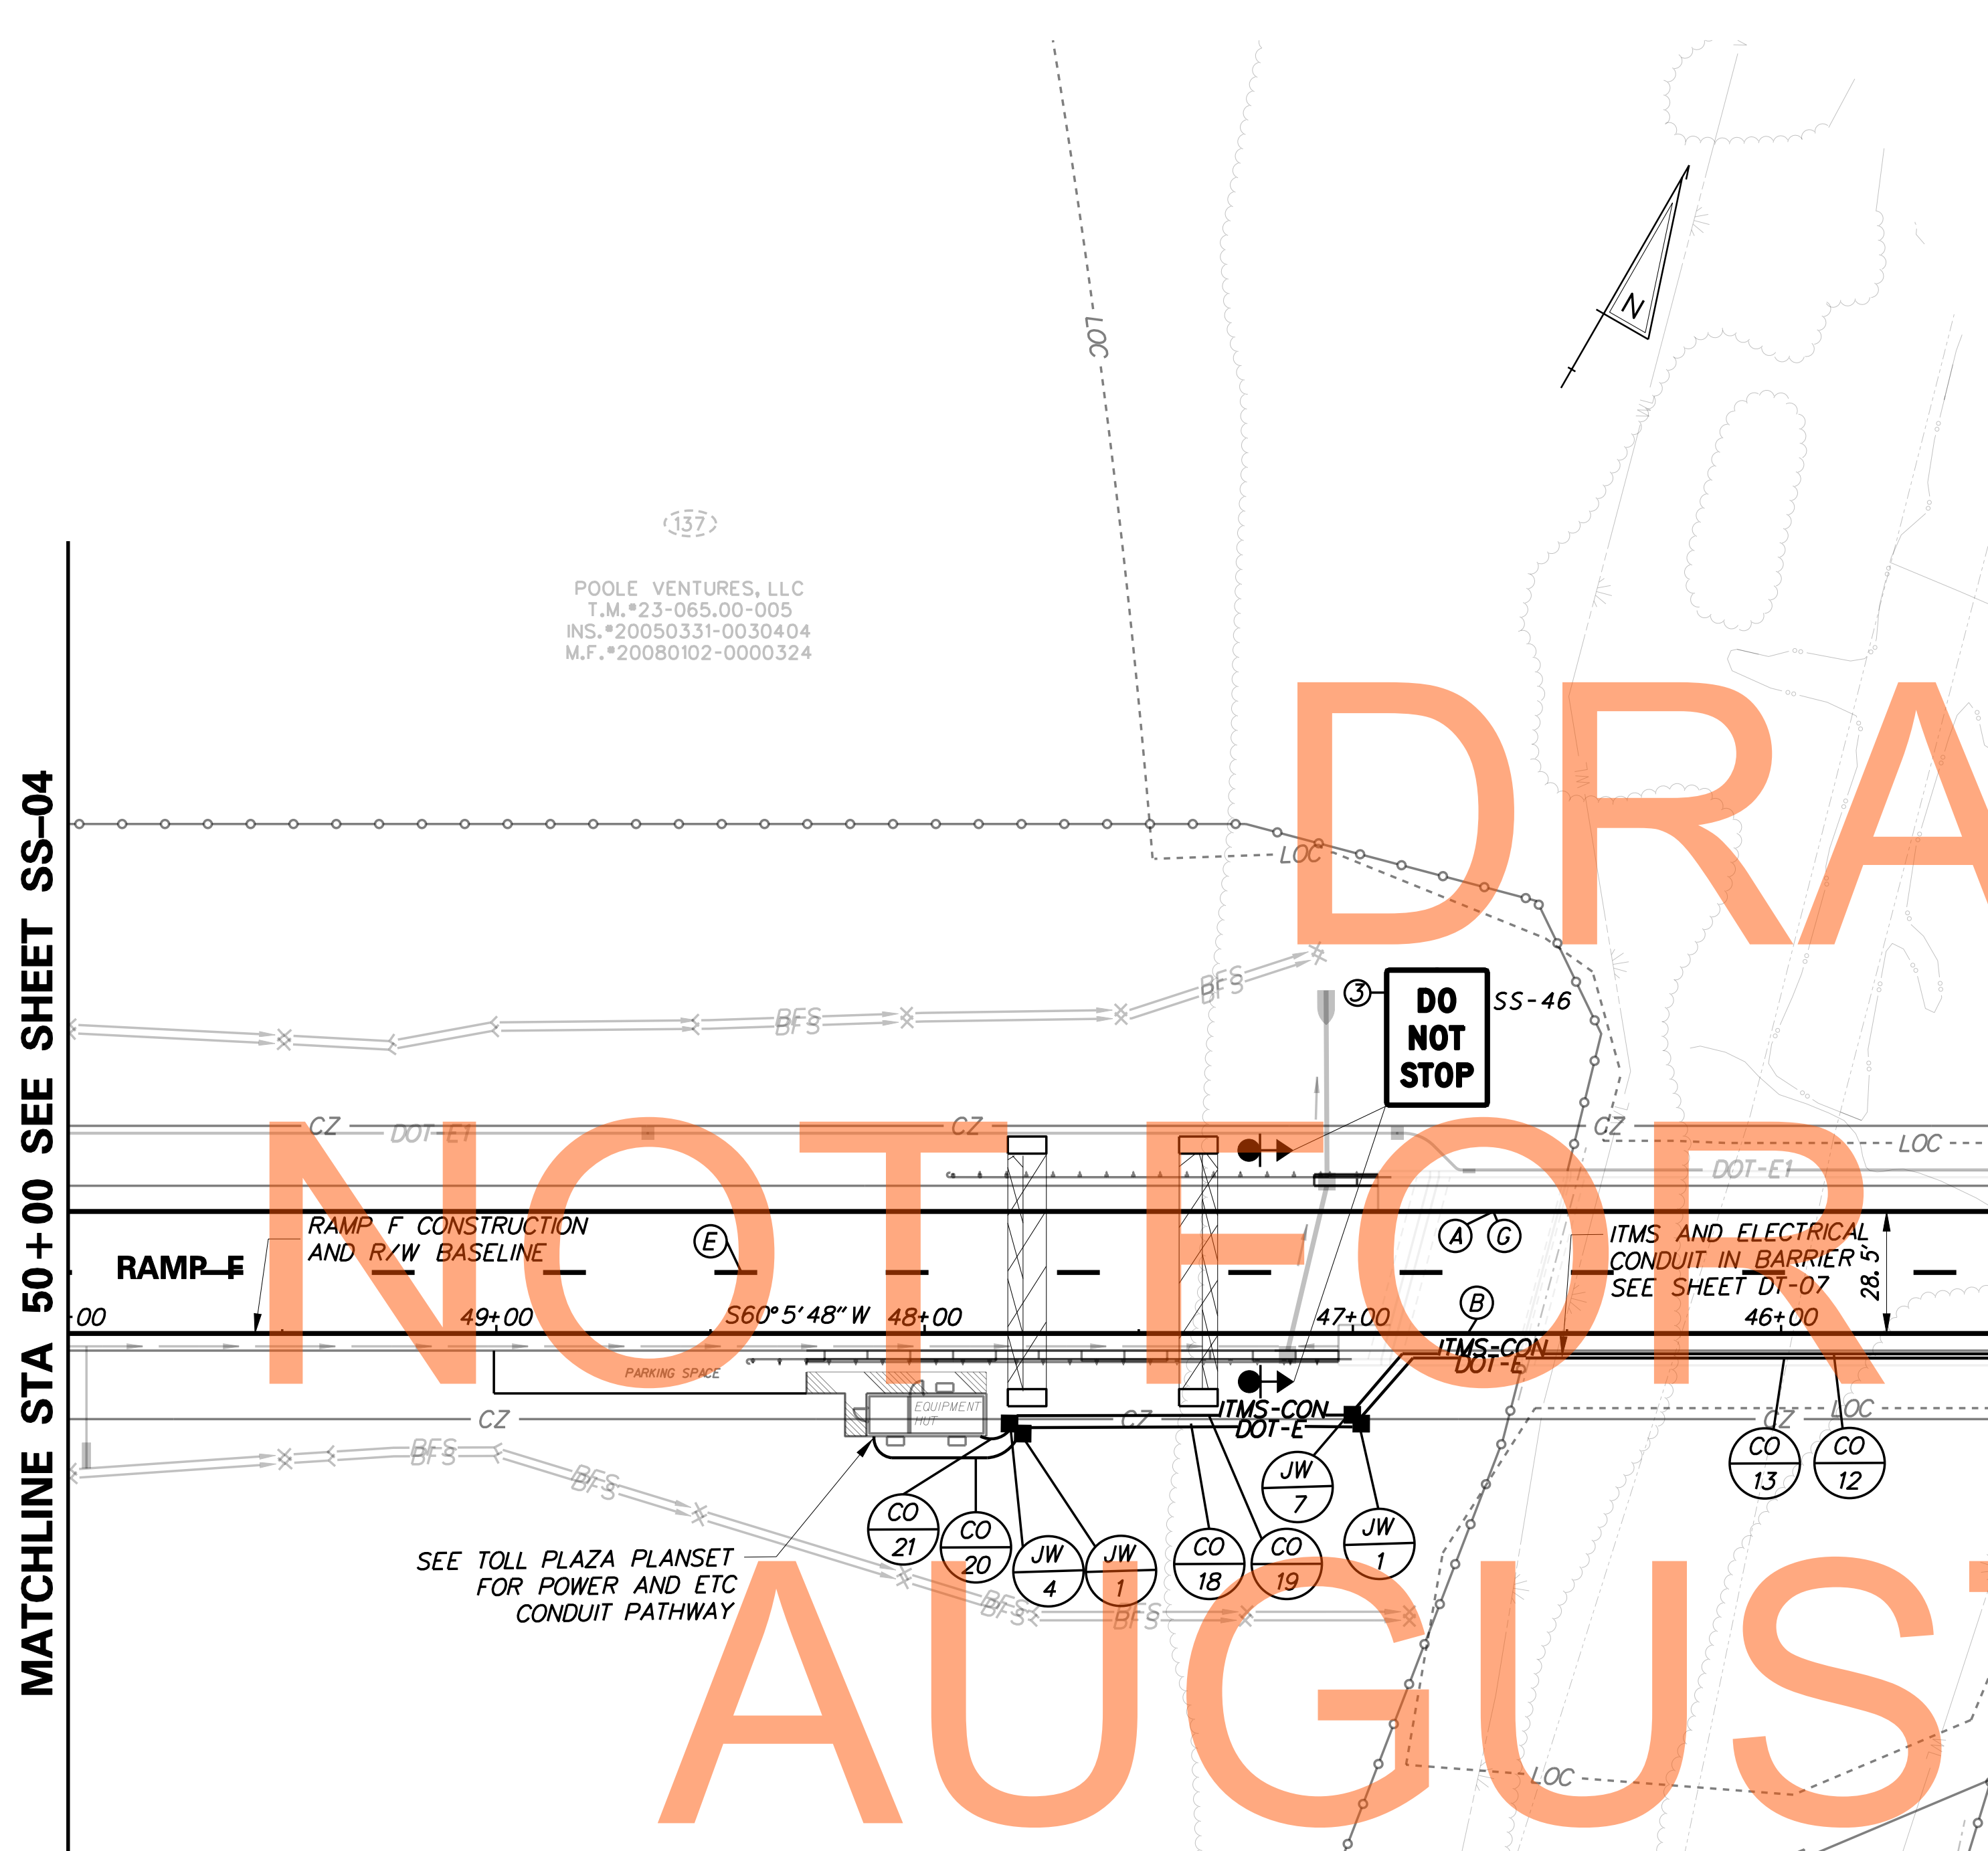 LOC
N
137
POOLE VENTURES, LLC
T.M.#23-065.00-005
INS.#20050331-0030404
M.F.#20080102-0000324
DRA
MATCHLINE STA 50+00 SEE SHEET SS-04
LOC
BFS
BFS
BFS
BFS
3
DO
NOT
STOP
SS-46
CZ
DOT-E1
CZ
CZ
LOC
DOT-E1
NOT FOR
RAMP F CONSTRUCTION
AND R/W BASELINE
RAMP F
E
A
G
ITMS AND ELECTRICAL
CONDUIT IN BARRIER
SEE SHEET DT-07
28.5'
B
+00
49+00
S60°5'48"W
48+00
47+00
46+00
ITMS-CON
DOT-E
PARKING SPACE
EQUIPMENT
HUT
CZ
CZ
ITMS-CON
DOT-E
CZ
LOC
BFS
BFS
BFS
BFS
CO
13
CO
12
JW
7
CO
21
CO
20
JW
4
JW
1
CO
18
CO
19
JW
1
SEE TOLL PLAZA PLANSET
FOR POWER AND ETC
CONDUIT PATHWAY
BFS
BFS
BFS
AUGUST
LOC